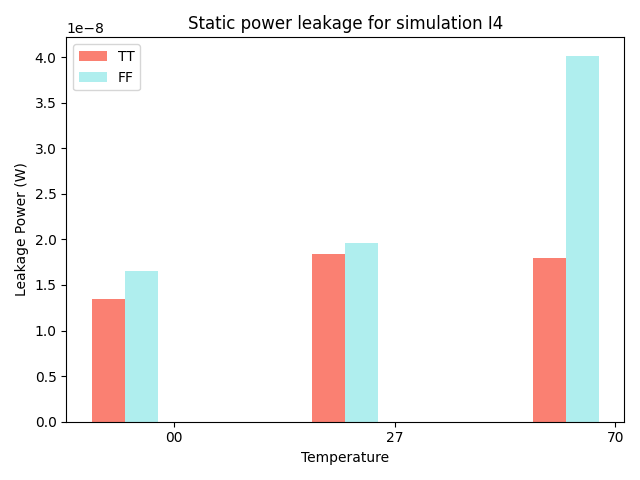 Static power leakage for simulation I4
1e−8
TT
FF
4.0
3.5
3.0
2.5
2.0
1.5
1.0
0.5
0.0
Leakage Power (W)
00
27
70
Temperature